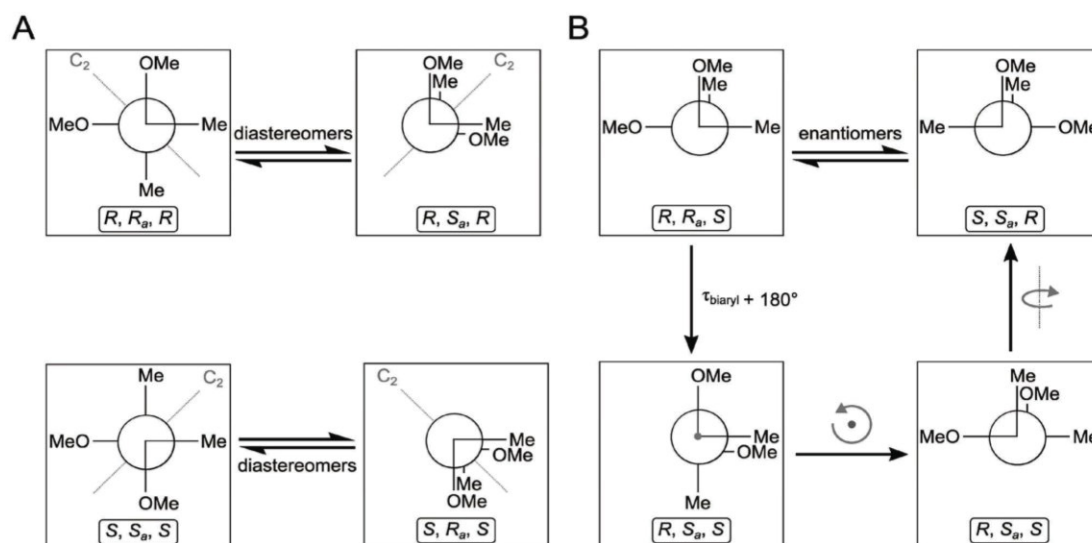 A
C₂
OMe
MeO
Me
Me
R, Rₐ, R
diastereomers
OMe
C₂
Me
Me
OMe
R, Sₐ, R
Me
C₂
MeO
Me
OMe
S, Sₐ, S
diastereomers
C₂
Me
OMe
Me
OMe
S, Rₐ, S
B
OMe
Me
MeO
Me
R, Rₐ, S
enantiomers
OMe
Me
Me
OMe
S, Sₐ, R
τbiaryl + 180°
OMe
Me
OMe
Me
R, Sₐ, S
Me
OMe
MeO
Me
R, Sₐ, S